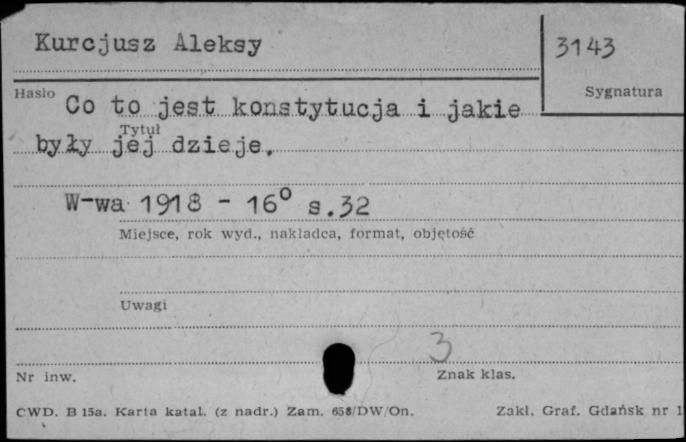 Kurcjusz Aleksy
3143
Hasło
Sygnatura
Co to jest konstytucja i jakie
Tytuł
były jej dzieje.
W-wa 1918 - 16° s.32
Miejsce, rok wyd., nakładca, format, objętość
Uwagi
3
Nr inw.
Znak klas.
CWD. B 15a. Karta katal. (z nadr.) Zam. 658/DW/On.
Zakł. Graf. Gdańsk nr 1